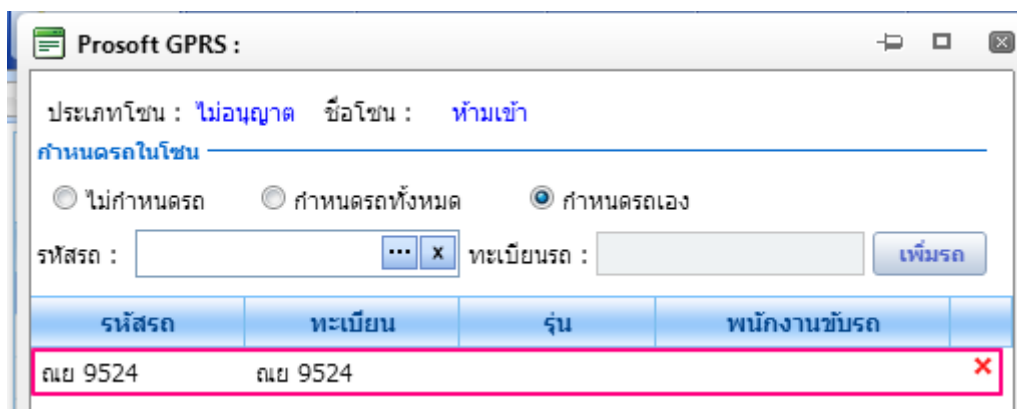 Prosoft GPRS :
ประเภทโซน : ไม่อนุญาต ชื่อโซน : ห้ามเข้า
กำหนดรถในโซน
ไม่กำหนดรถ กำหนดรถทั้งหมด กำหนดรถเอง
รหัสรถ : ... x ทะเบียนรถ : เพิ่มรถ
รหัสรถ ทะเบียน รุ่น พนักงานขับรถ
ณย 9524 ณย 9524